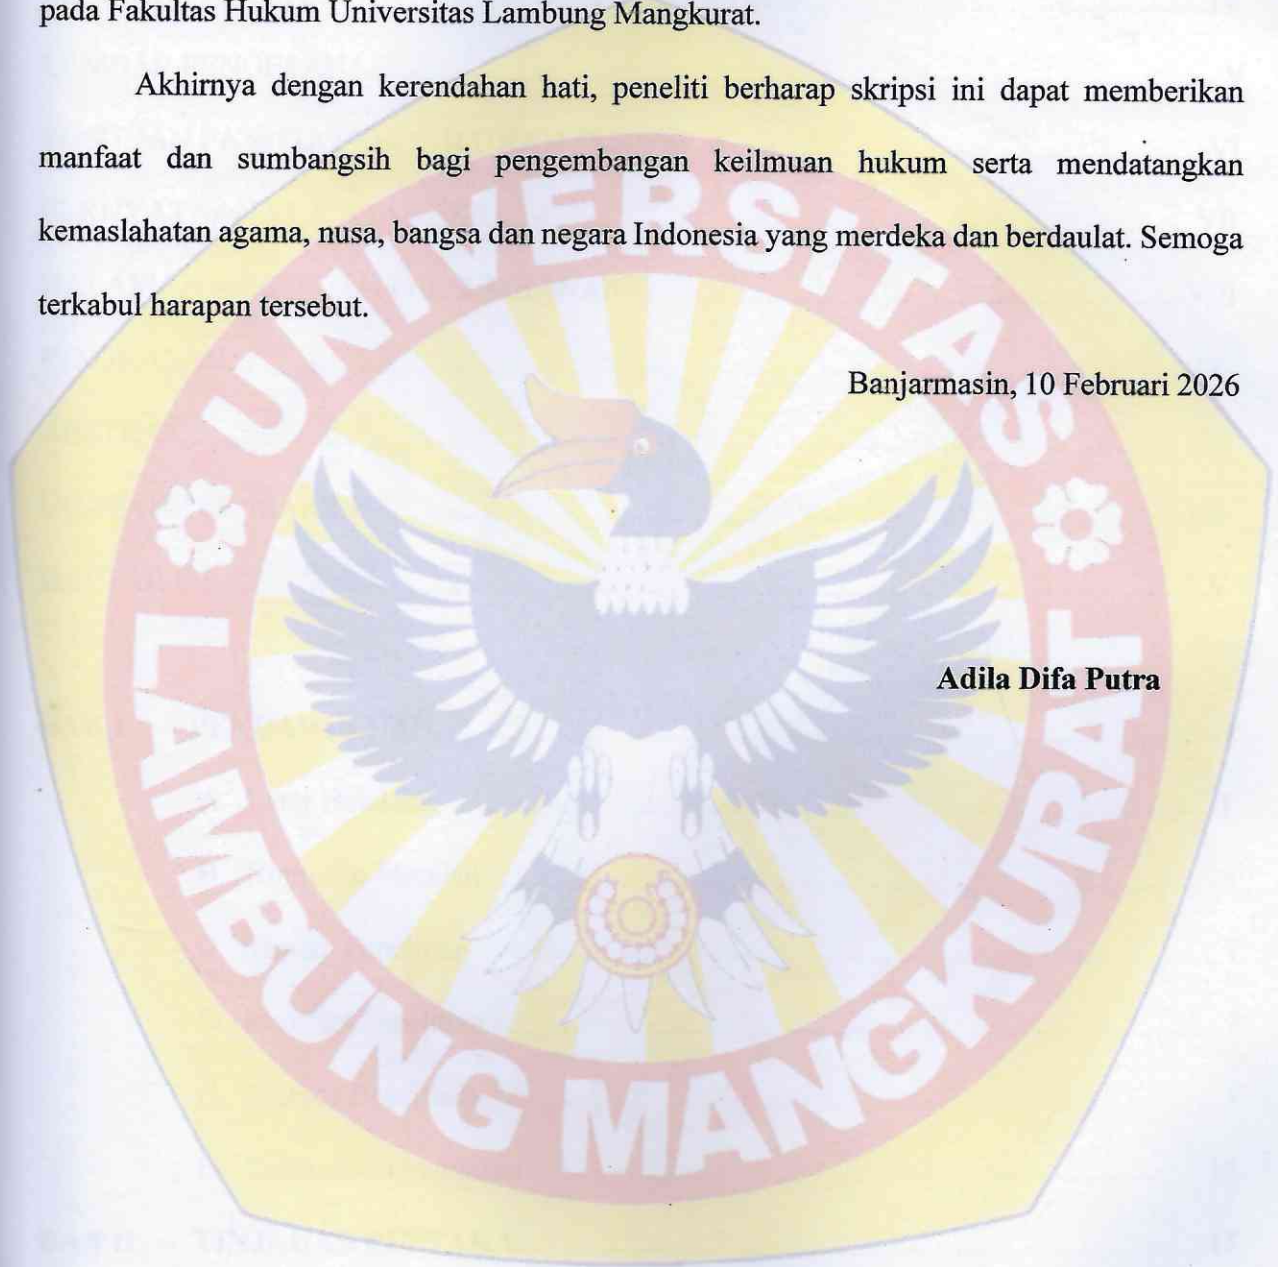 pada Fakultas Hukum Universitas Lambung Mangkurat.
Akhirnya dengan kerendahan hati, peneliti berharap skripsi ini dapat memberikan
manfaat dan sumbangsih bagi pengembangan keilmuan hukum serta mendatangkan
kemaslahatan agama, nusa, bangsa dan negara Indonesia yang merdeka dan berdaulat. Semoga
terkabul harapan tersebut.
Banjarmasin, 10 Februari 2026
Adila Difa Putra
UNIVERSITAS
LAMBUNG MANGKURAT